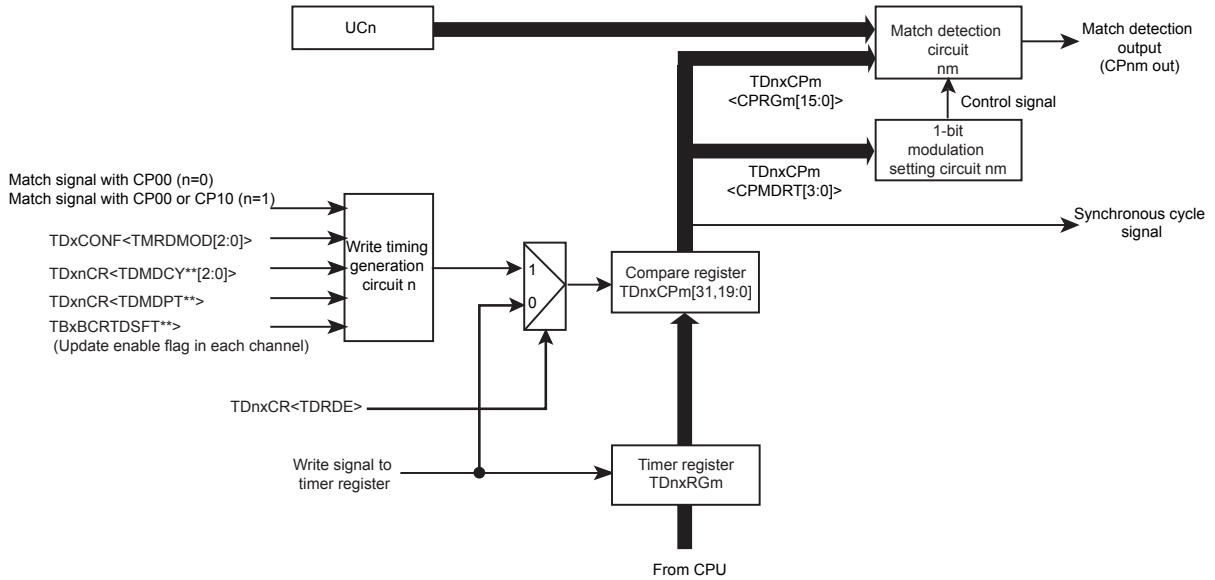 UCn
Match detection
circuit
nm
Match detection
output
(CPnm out)
TDnxCPm
<CPRGm[15:0]>
Control signal
1-bit
modulation
setting circuit nm
TDnxCPm
<CPMDRT[3:0]>
Match signal with CP00 (n=0)
Match signal with CP00 or CP10 (n=1)
Synchronous cycle
signal
TDxCONF<TMRDMOD[2:0]>
TDxnCR<TDMDCY**[2:0]>
TDxnCR<TDMDPT**>
TBxBCRTDSFT**>
(Update enable flag in each channel)
Write timing
generation
circuit n
1
0
Compare register
TDnxCPm[31,19:0]
TDnxCR<TDRDE>
Write signal to
timer register
Timer register
TDnxRGm
From CPU